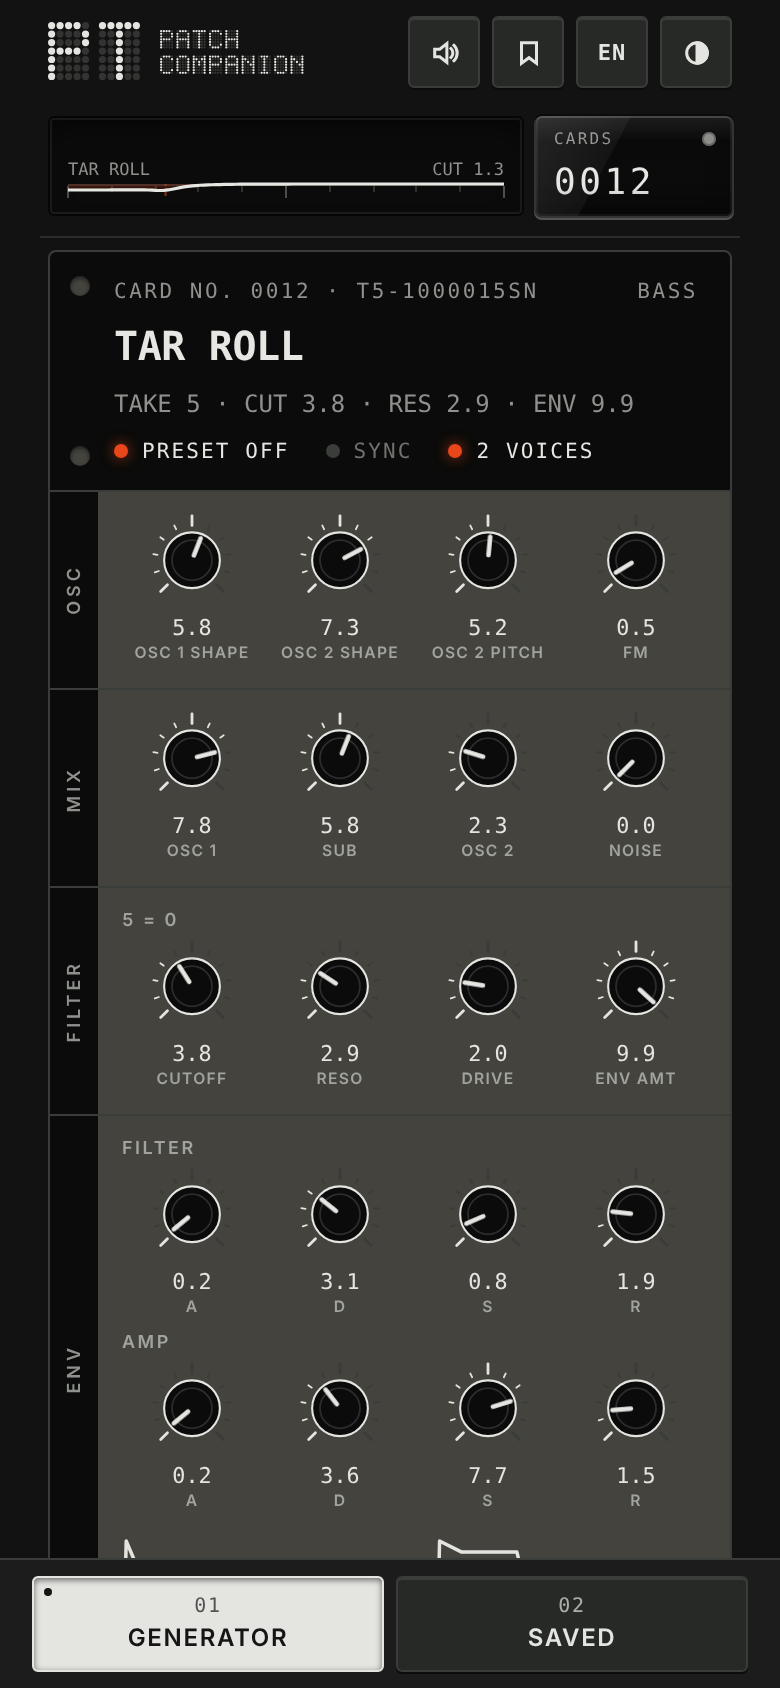 PT PATCH COMPANION
EN
TAR ROLL CUT 1.3
CARDS
0012
CARD NO. 0012 · T5-1000015SN BASS
TAR ROLL
TAKE 5 · CUT 3.8 · RES 2.9 · ENV 9.9
PRESET OFF SYNC 2 VOICES
OSC
5.8 7.3 5.2 0.5
OSC 1 SHAPE OSC 2 SHAPE OSC 2 PITCH FM
MIX
7.8 5.8 2.3 0.0
OSC 1 SUB OSC 2 NOISE
FILTER
5 = 0
3.8 2.9 2.0 9.9
CUTOFF RESO DRIVE ENV AMT
ENV
FILTER
0.2 3.1 0.8 1.9
A D S R
AMP
0.2 3.6 7.7 1.5
A D S R
01 02
GENERATOR SAVED